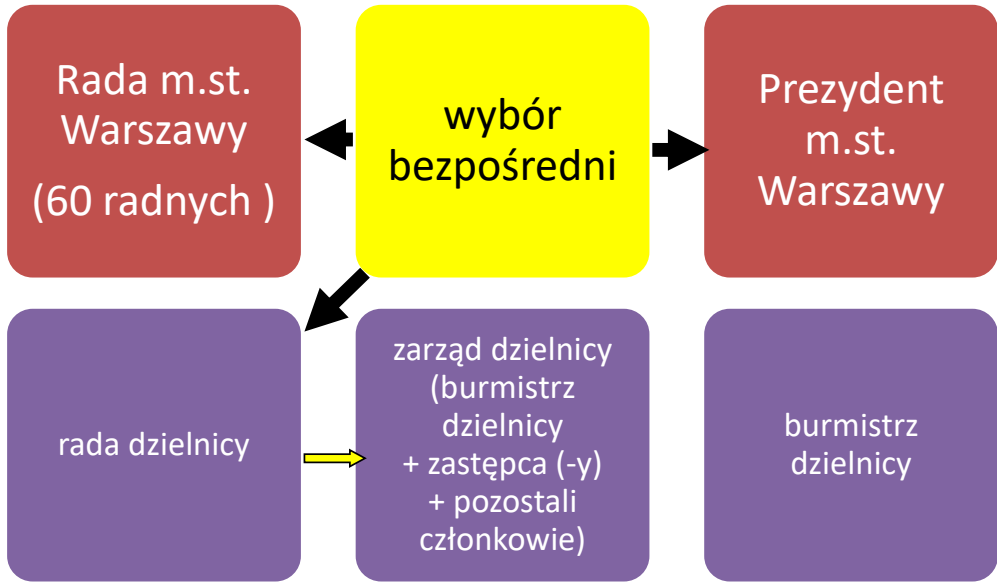 Rada m.st.
Warszawy
(60 radnych )
wybór
bezpośredni
Prezydent
m.st.
Warszawy
rada dzielnicy
zarząd dzielnicy
(burmistrz
dzielnicy
+ zastępca (-y)
+ pozostali
członkowie)
burmistrz
dzielnicy